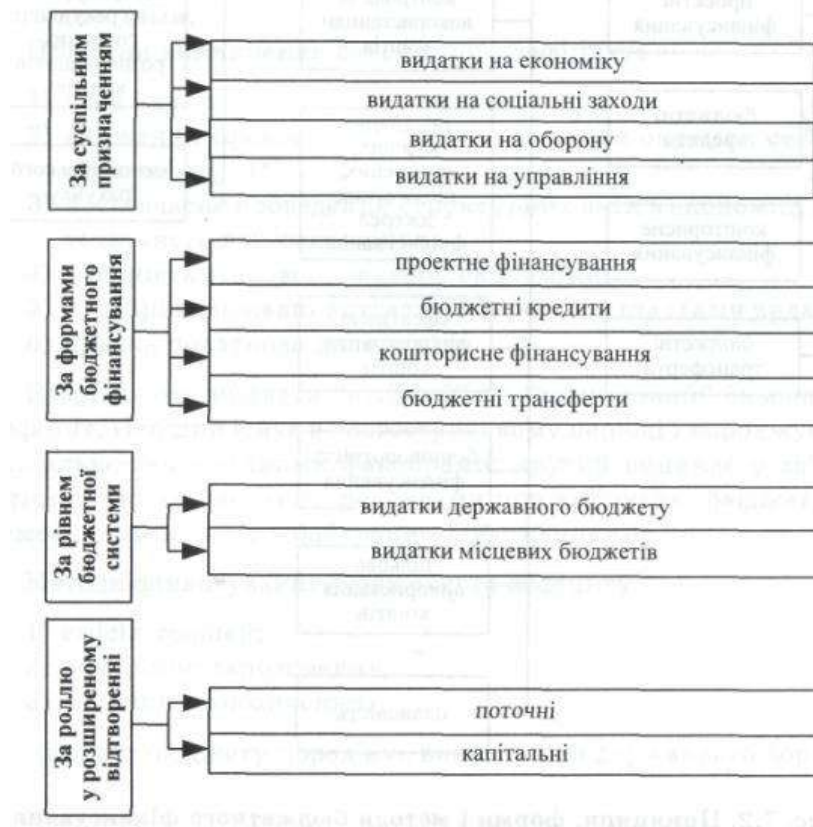 За суспільним
призначенням
видатки на економіку
видатки на соціальні заходи
видатки на оборону
видатки на управління
За формами
бюджетного
фінансування
проектне фінансування
бюджетні кредити
кошторисне фінансування
бюджетні трансферти
За рівнем
бюджетної
системи
видатки державного бюджету
видатки місцевих бюджетів
За роллю
у розширеному
відтворенні
поточні
капітальні